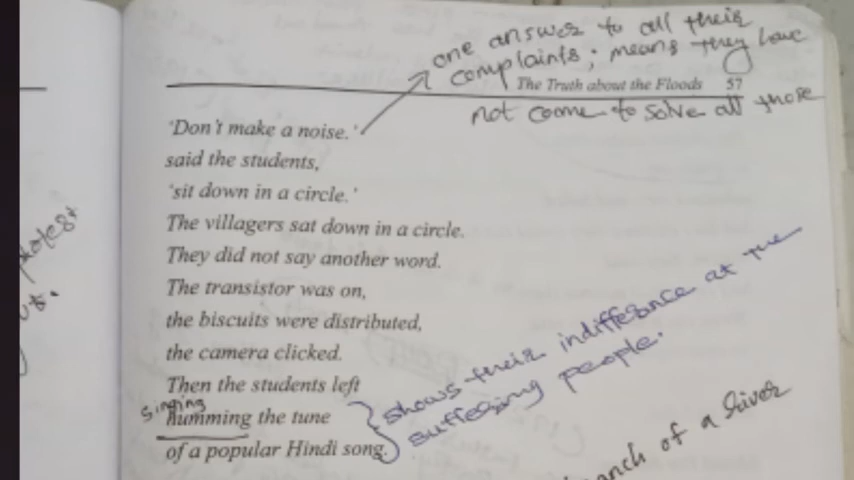 one answer to all their
complaints; means they have
The Truth about the Floods 57
not come to solve all those
'Don't make a noise.'
said the students,
'sit down in a circle.'
The villagers sat down in a circle.
They did not say another word.
The transistor was on,
the biscuits were distributed,
the camera clicked.
Then the students left
singing
humming the tune
of a popular Hindi song.
shows their indifference at the
suffering people.
of a river